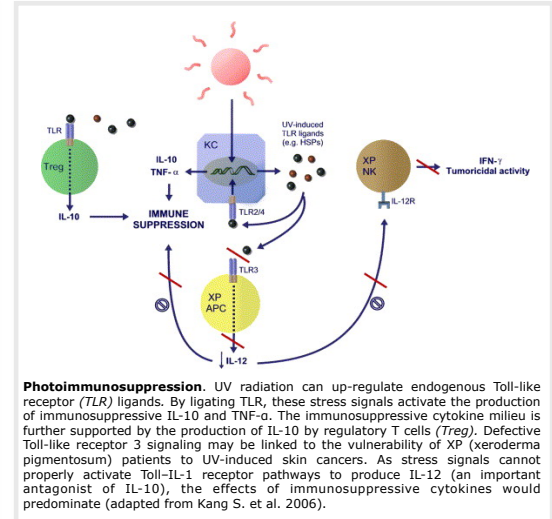 TLR
Treg
IL-10
IL-10
TNF- α
IMMUNE
SUPPRESSION
KC
UV-induced
TLR ligands
(e.g. HSPs)
TLR2/4
TLR3
XP
APC
IL-12
XP
NK
IL-12R
IFN-γ
Tumoricidal activity
Photoimmunosuppression. UV radiation can up-regulate endogenous Toll-like
receptor (TLR) ligands. By ligating TLR, these stress signals activate the production
of immunosuppressive IL-10 and TNF-α. The immunosuppressive cytokine milieu is
further supported by the production of IL-10 by regulatory T cells (Treg). Defective
Toll-like receptor 3 signaling may be linked to the vulnerability of XP (xeroderma
pigmentosum) patients to UV-induced skin cancers. As stress signals cannot
properly activate Toll–IL-1 receptor pathways to produce IL-12 (an important
antagonist of IL-10), the effects of immunosuppressive cytokines would
predominate (adapted from Kang S. et al. 2006).